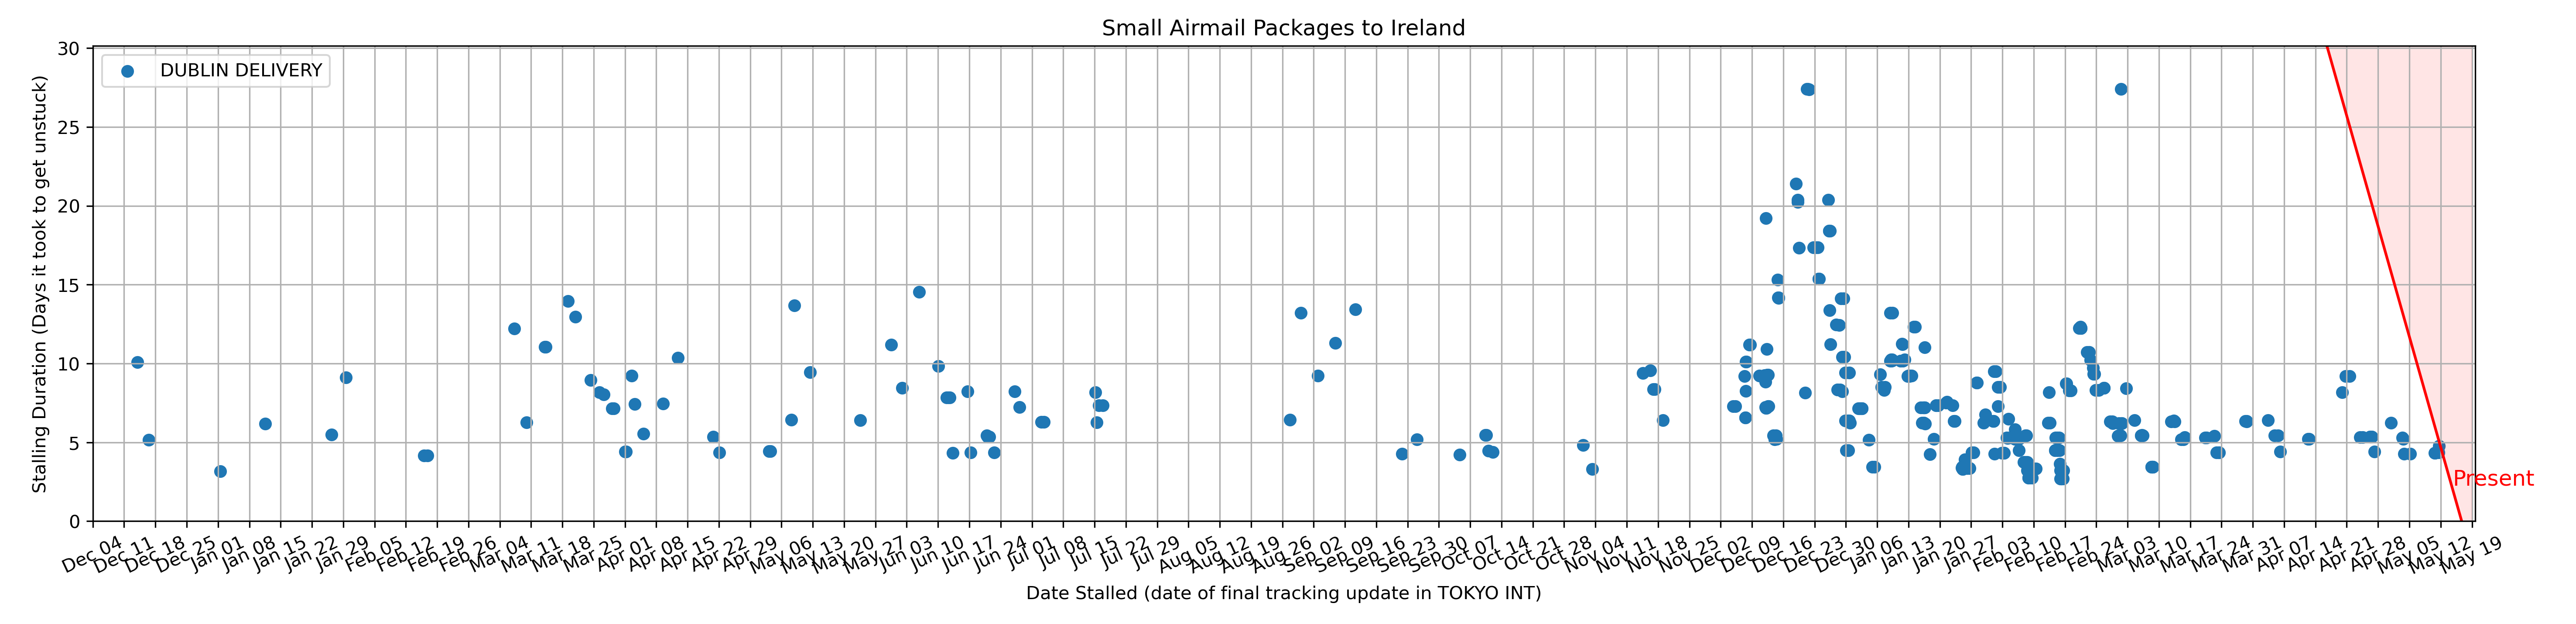 Small Airmail Packages to Ireland
DUBLIN DELIVERY
Stalling Duration (Days it took to get unstuck)
30
25
20
15
10
5
0
Present
Dec 04
Dec 11
Dec 18
Dec 25
Jan 01
Jan 08
Jan 15
Jan 22
Jan 29
Feb 05
Feb 12
Feb 19
Feb 26
Mar 04
Mar 11
Mar 18
Mar 25
Apr 01
Apr 08
Apr 15
Apr 22
Apr 29
May 06
May 13
May 20
May 27
Jun 03
Jun 10
Jun 17
Jun 24
Jul 01
Jul 08
Jul 15
Jul 22
Jul 29
Aug 05
Aug 12
Aug 19
Aug 26
Sep 02
Sep 09
Sep 16
Sep 23
Sep 30
Oct 07
Oct 14
Oct 21
Oct 28
Nov 04
Nov 11
Nov 18
Nov 25
Dec 02
Dec 09
Dec 16
Dec 23
Dec 30
Jan 06
Jan 13
Jan 20
Jan 27
Feb 03
Feb 10
Feb 17
Feb 24
Mar 03
Mar 10
Mar 17
Mar 24
Mar 31
Apr 07
Apr 14
Apr 21
Apr 28
May 05
May 12
May 19
Date Stalled (date of final tracking update in TOKYO INT)